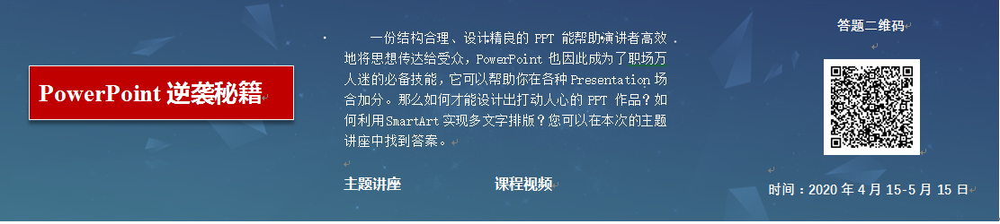 PowerPoint 逆袭秘籍
一份结构合理、设计精良的 PPT 能帮助演讲者高效
地将思想传达给受众，PowerPoint 也因此成为了职场万
人迷的必备技能，它可以帮助你在各种 Presentation 场
合加分。那么如何才能设计出打动人心的 PPT 作品？如
何利用SmartArt 实现多文字排版？您可以在本次的主题
讲座中找到答案。
主题讲座 课程视频
答题二维码
时间：2020 年 4 月 15-5 月 15 日